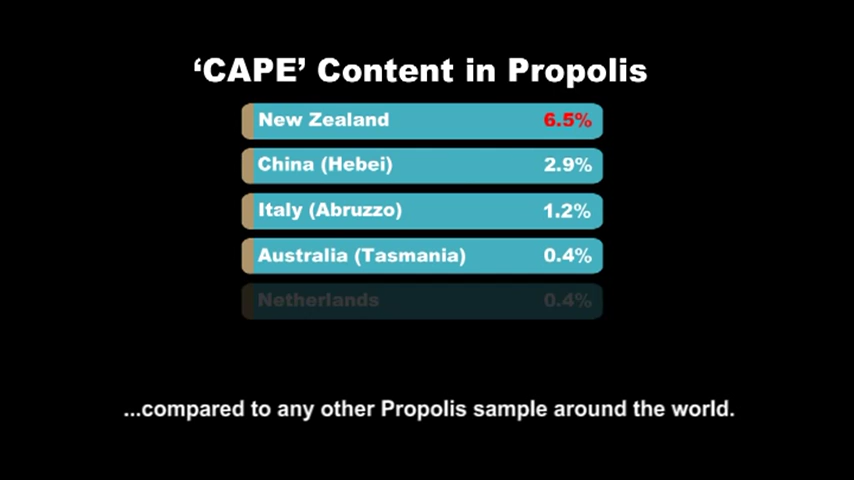 ‘CAPE’ Content in Propolis
New Zealand 6.5%
China (Hebei) 2.9%
Italy (Abruzzo) 1.2%
Australia (Tasmania) 0.4%
Netherlands 0.4%
...compared to any other Propolis sample around the world.